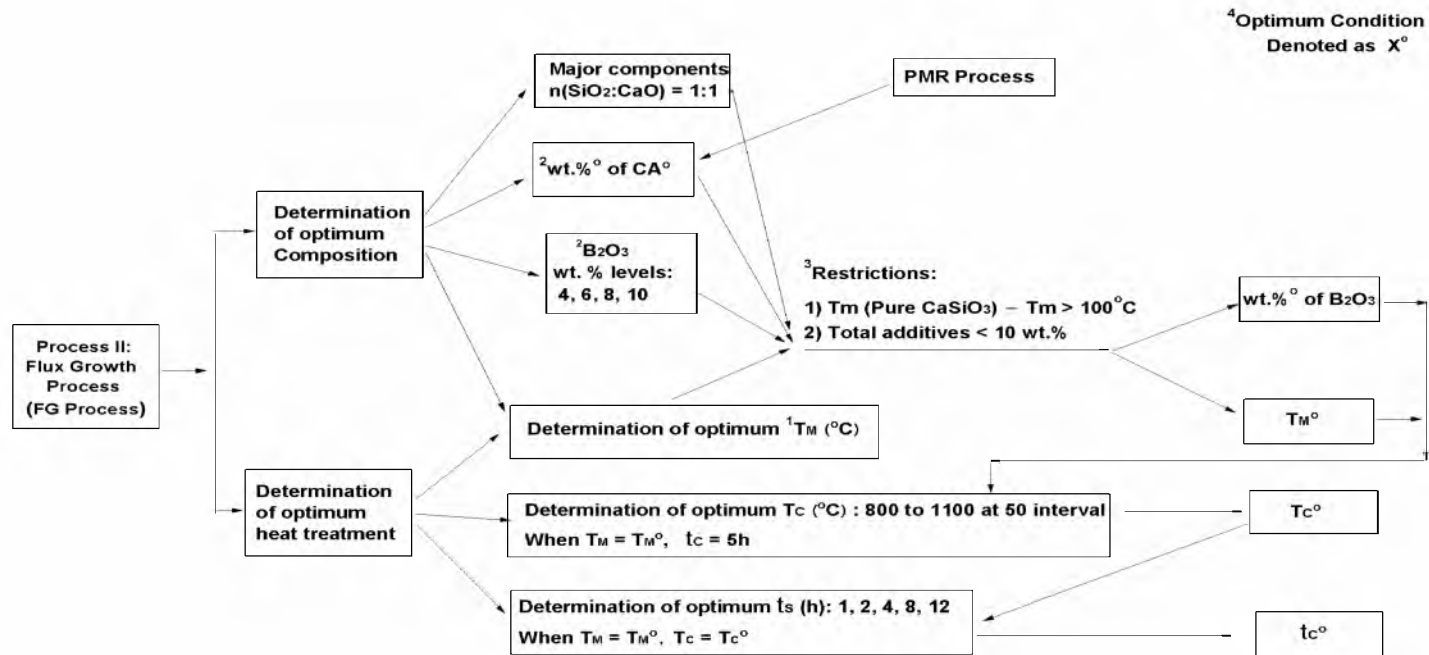 ⁴Optimum Condition
Denoted as X°
Major components
n(SiO₂:CaO) = 1:1
PMR Process
²wt.%° of CA°
Determination
of optimum
Composition
²B₂O₃
wt. % levels:
4, 6, 8, 10
³Restrictions:
1) Tm (Pure CaSiO₃) – Tm > 100°C
2) Total additives < 10 wt.%
wt.%° of B₂O₃
Process II:
Flux Growth
Process
(FG Process)
Determination of optimum ¹TM (°C)
TM°
Determination
of optimum
heat treatment
Determination of optimum TC (°C) : 800 to 1100 at 50 interval
When TM = TM°, tC = 5h
TC°
Determination of optimum ts (h): 1, 2, 4, 8, 12
When TM = TM°, TC = TC°
tC°